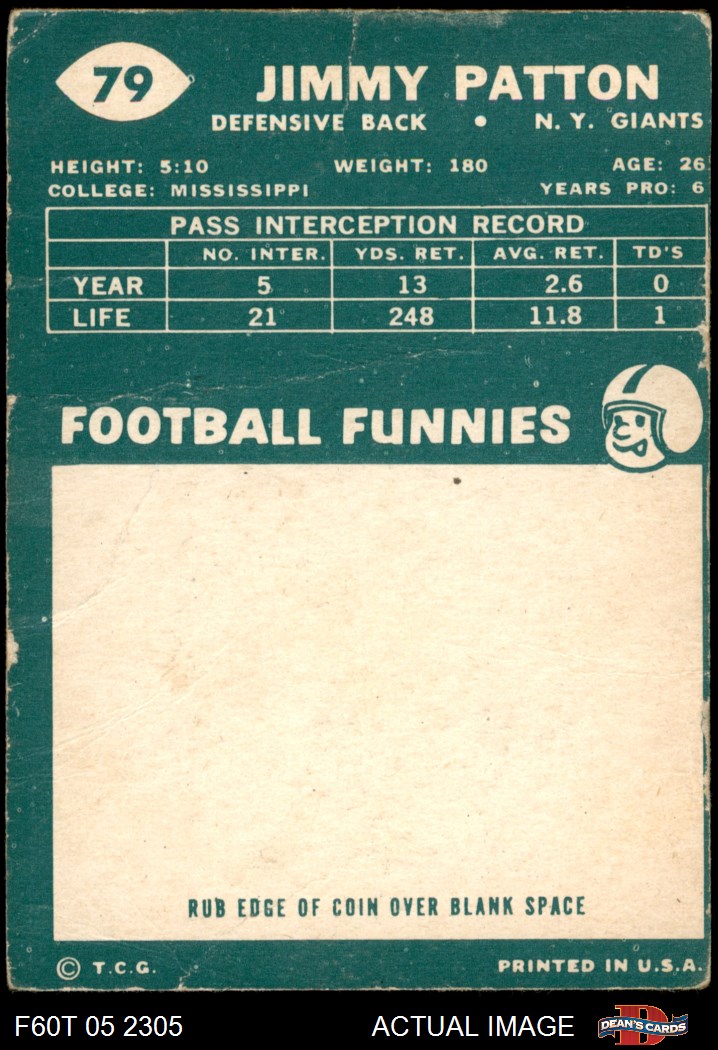 79
JIMMY PATTON
DEFENSIVE BACK • N. Y. GIANTS
HEIGHT: 5:10 WEIGHT: 180 AGE: 26
COLLEGE: MISSISSIPPI YEARS PRO: 6
PASS INTERCEPTION RECORD
NO. INTER. YDS. RET. AVG. RET. TD'S
YEAR 5 13 2.6 0
LIFE 21 248 11.8 1
FOOTBALL FUNNIES
RUB EDGE OF COIN OVER BLANK SPACE
© T.C.G. PRINTED IN U.S.A.
F60T 05 2305 ACTUAL IMAGE D DEAN'S CARDS